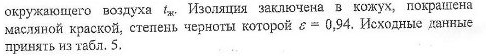 окружающего воздуха tж. Изоляция заключена в кожух, покрашена
масляной краской, степень черноты которой ε = 0,94. Исходные данные
принять из табл. 5.